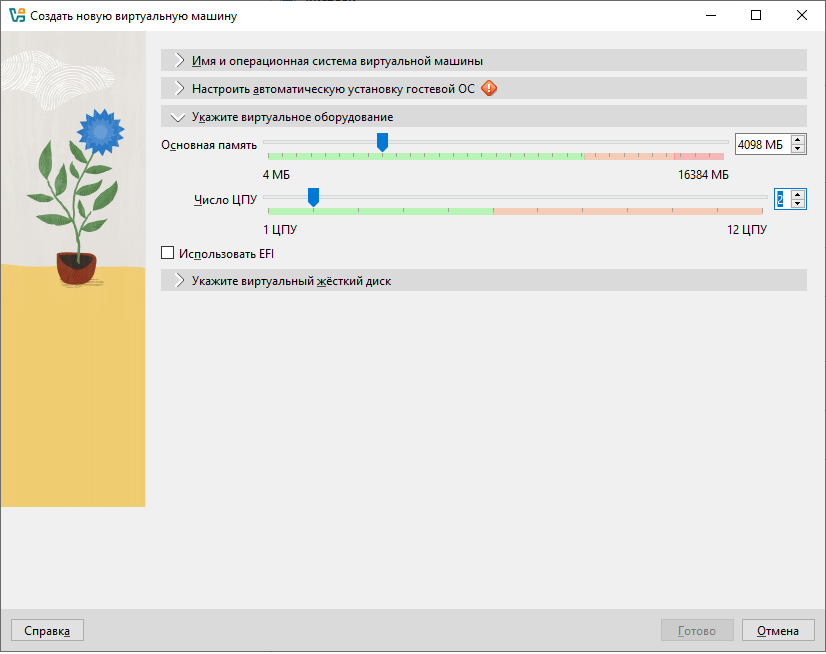 Создать новую виртуальную машину
Имя и операционная система виртуальной машины
Настроить автоматическую установку гостевой ОС
Укажите виртуальное оборудование
Основная память 4098 МБ
4 МБ 16384 МБ
Число ЦПУ 2
1 ЦПУ 12 ЦПУ
Использовать EFI
Укажите виртуальный жёсткий диск
Справка Готово Отмена